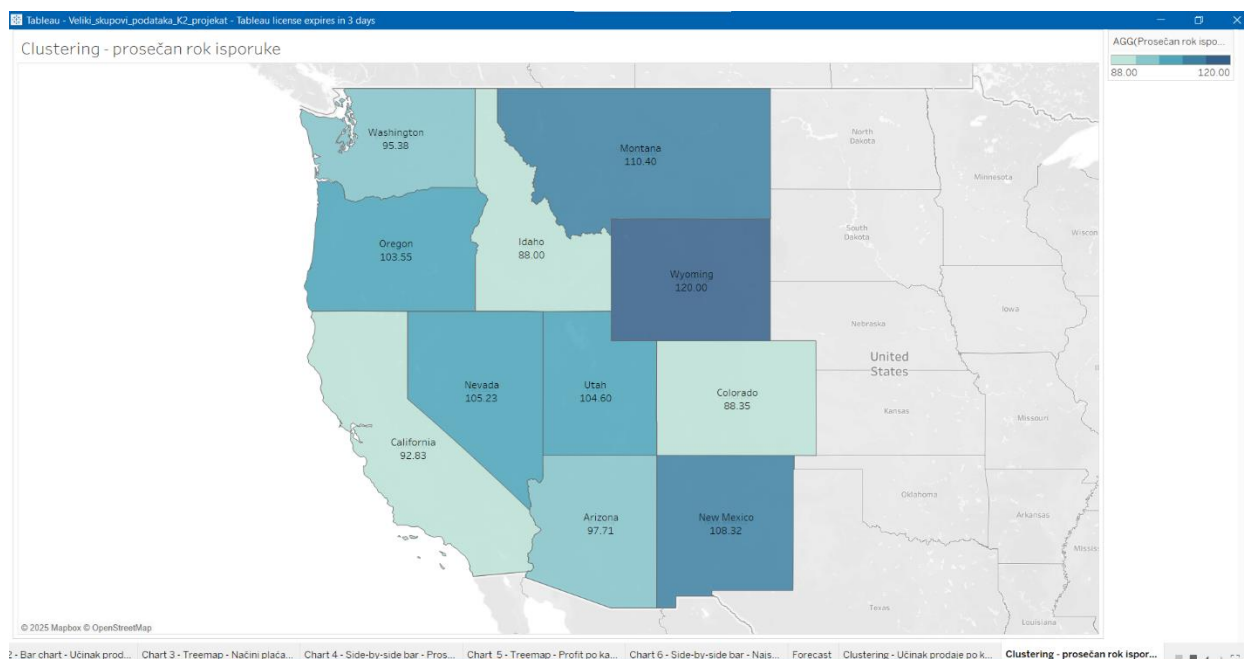 Tableau - Veliki_skupovi_podataka_K2_projekat - Tableau license expires in 3 days
Clustering - prosečan rok isporuke
AGG(Prosečan rok ispo...
88.00 120.00
Washington
95.38
Montana
110.40
North
Dakota
Minnesota
Oregon
103.55
Idaho
88.00
South
Dakota
Wiscon
Wyoming
120.00
Iowa
Nebraska
United
States
Nevada
105.23
Utah
104.60
Colorado
88.35
Kansas
Missouri
California
92.83
Oklahoma
Arkansas
Arizona
97.71
New Mexico
108.32
Mississ
Texas
Louisiana
© 2025 Mapbox © OpenStreetMap
2 - Bar chart - Učinak prod... Chart 3 - Treemap - Načini plaća... Chart 4 - Side-by-side bar - Pros... Chart 5 - Treemap - Profit po ka... Chart 6 - Side-by-side bar - Najs... Forecast Clustering - Učinak prodaje po k... Clustering - prosečan rok ispor...